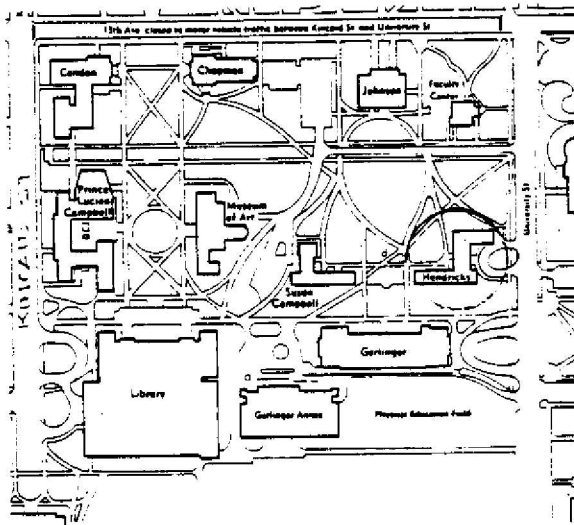 13th Ave. closed to motor vehicle traffic between Kincaid St and University St
Condon
Chapman
Johnson
Faculty
Center
Prince
Lucien
Campbell
Museum
of Art
University St
KINCAID ST
Susan
Campbell
Hendricks
Gerlinger
Library
Gerlinger Annex
Physical Education Field